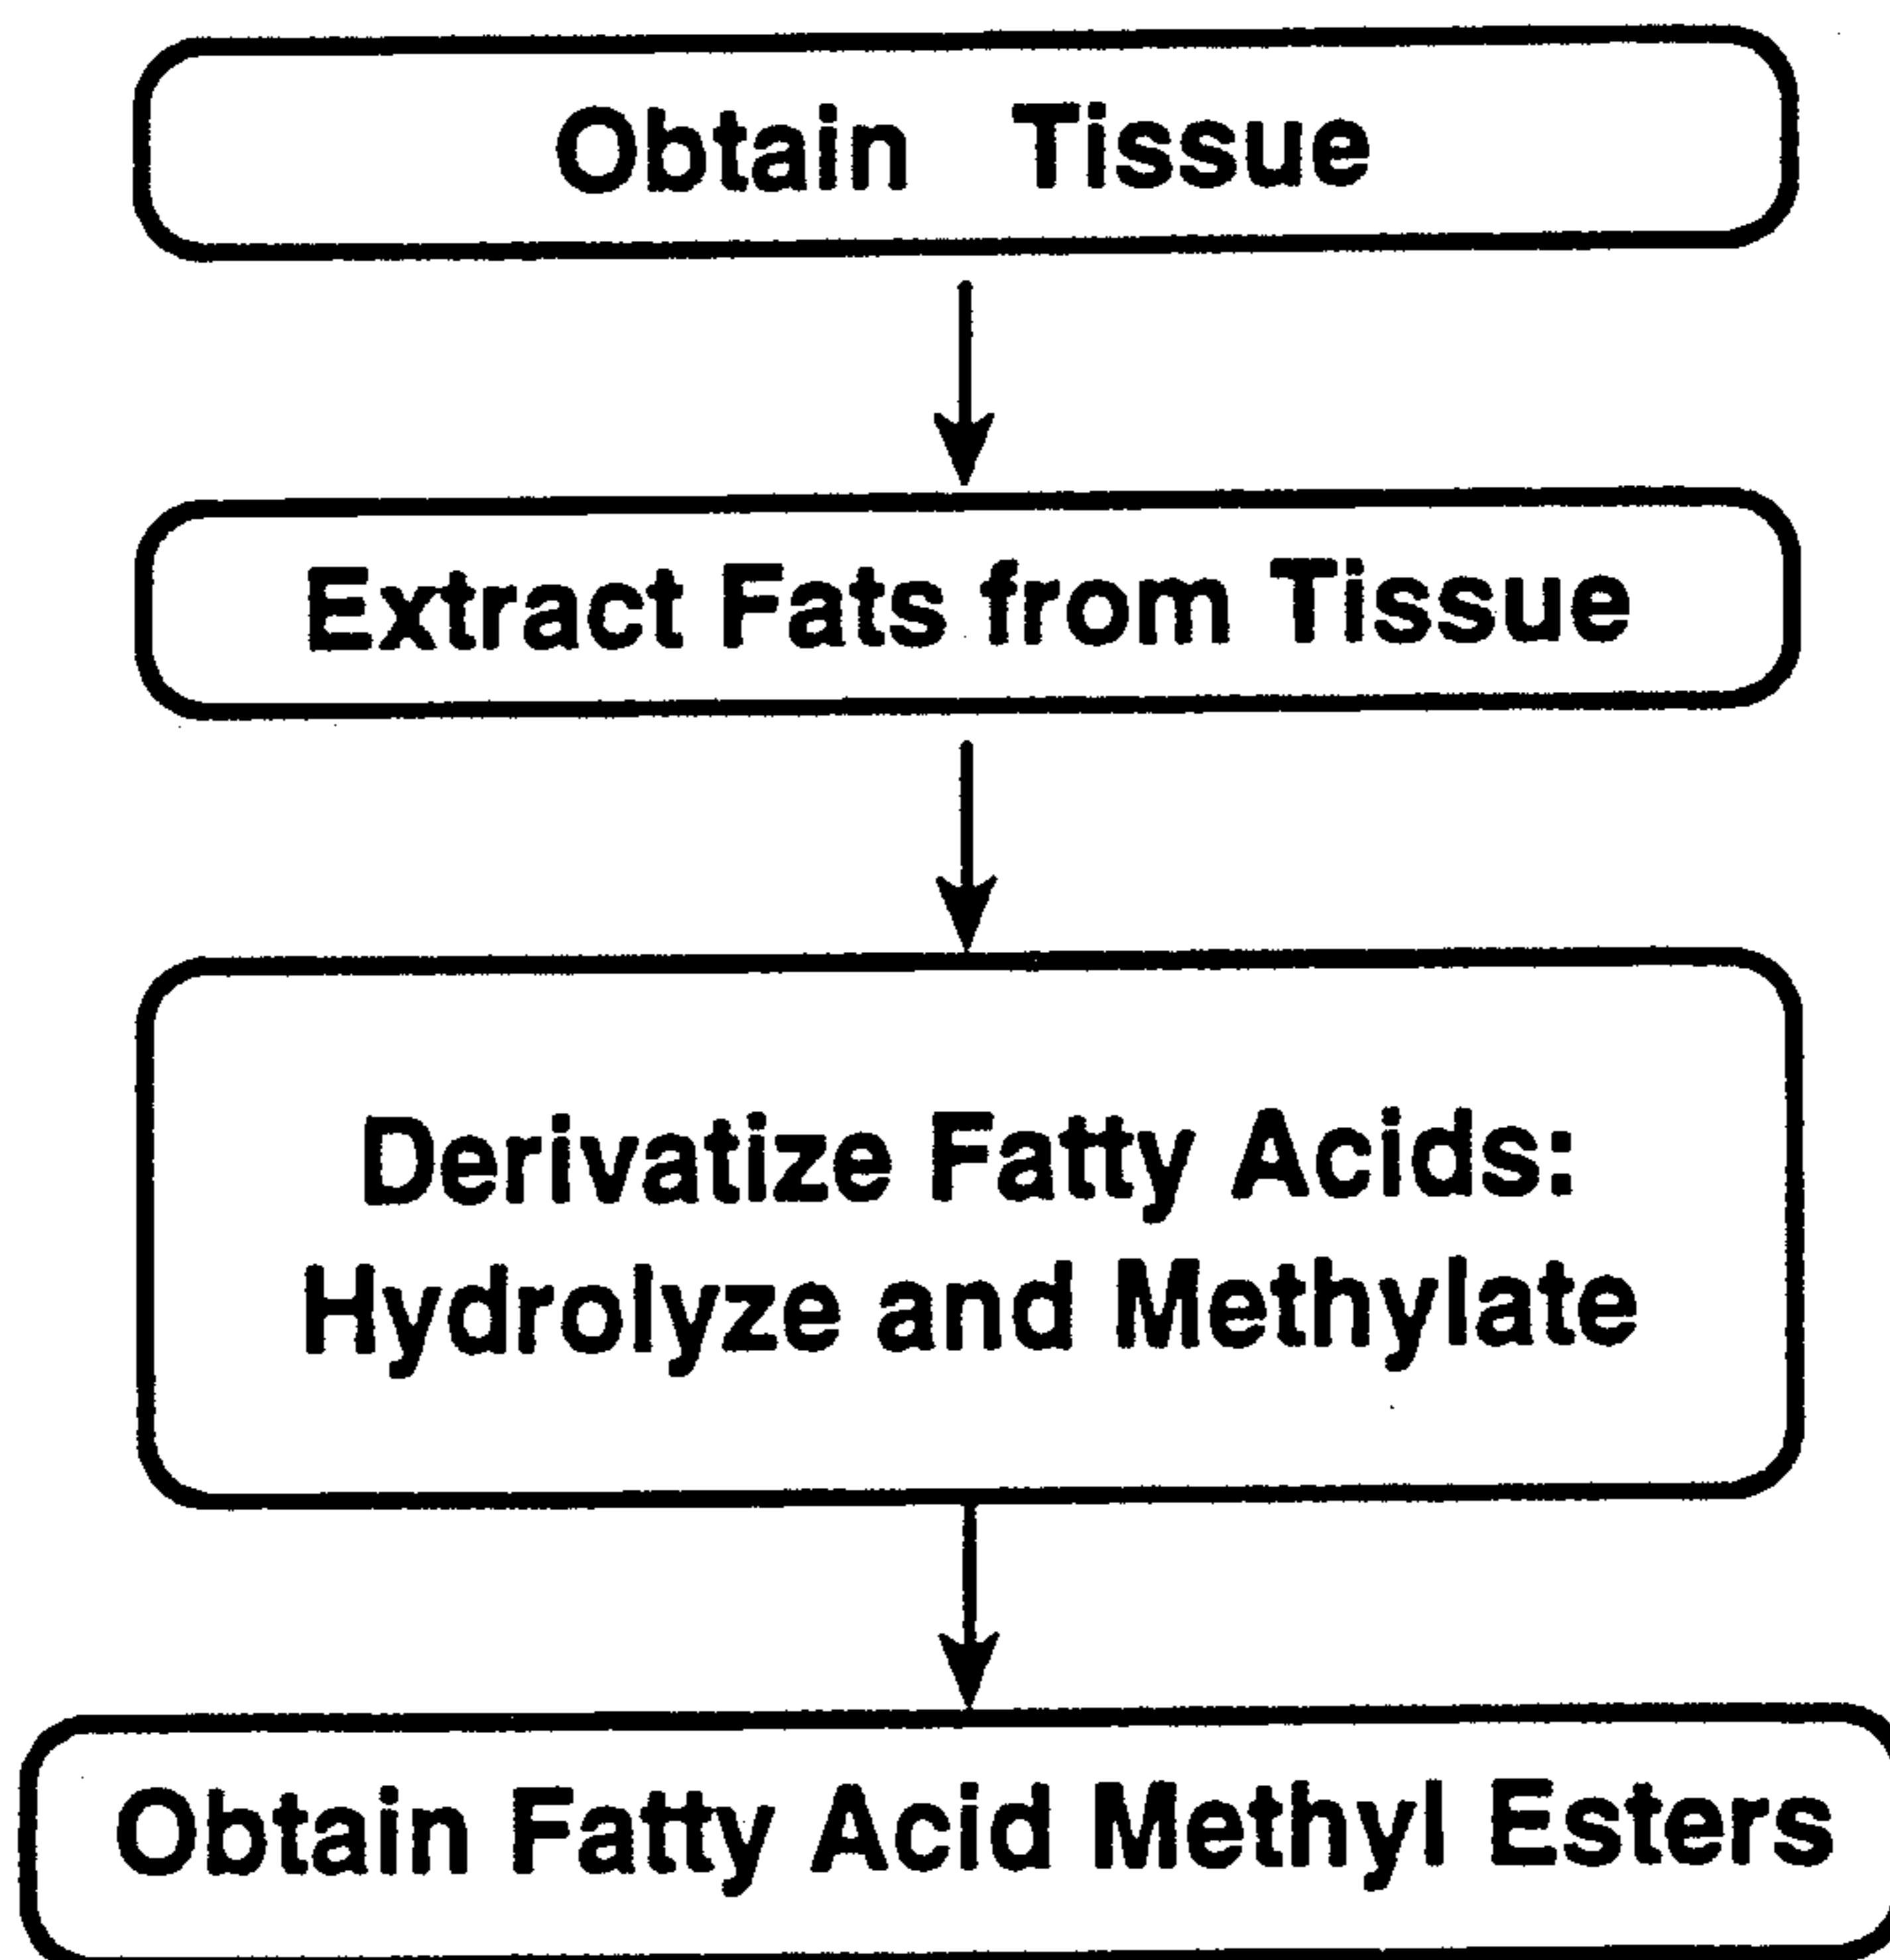 Obtain Tissue
Extract Fats from Tissue
Derivatize Fatty Acids:
Hydrolyze and Methylate
Obtain Fatty Acid Methyl Esters